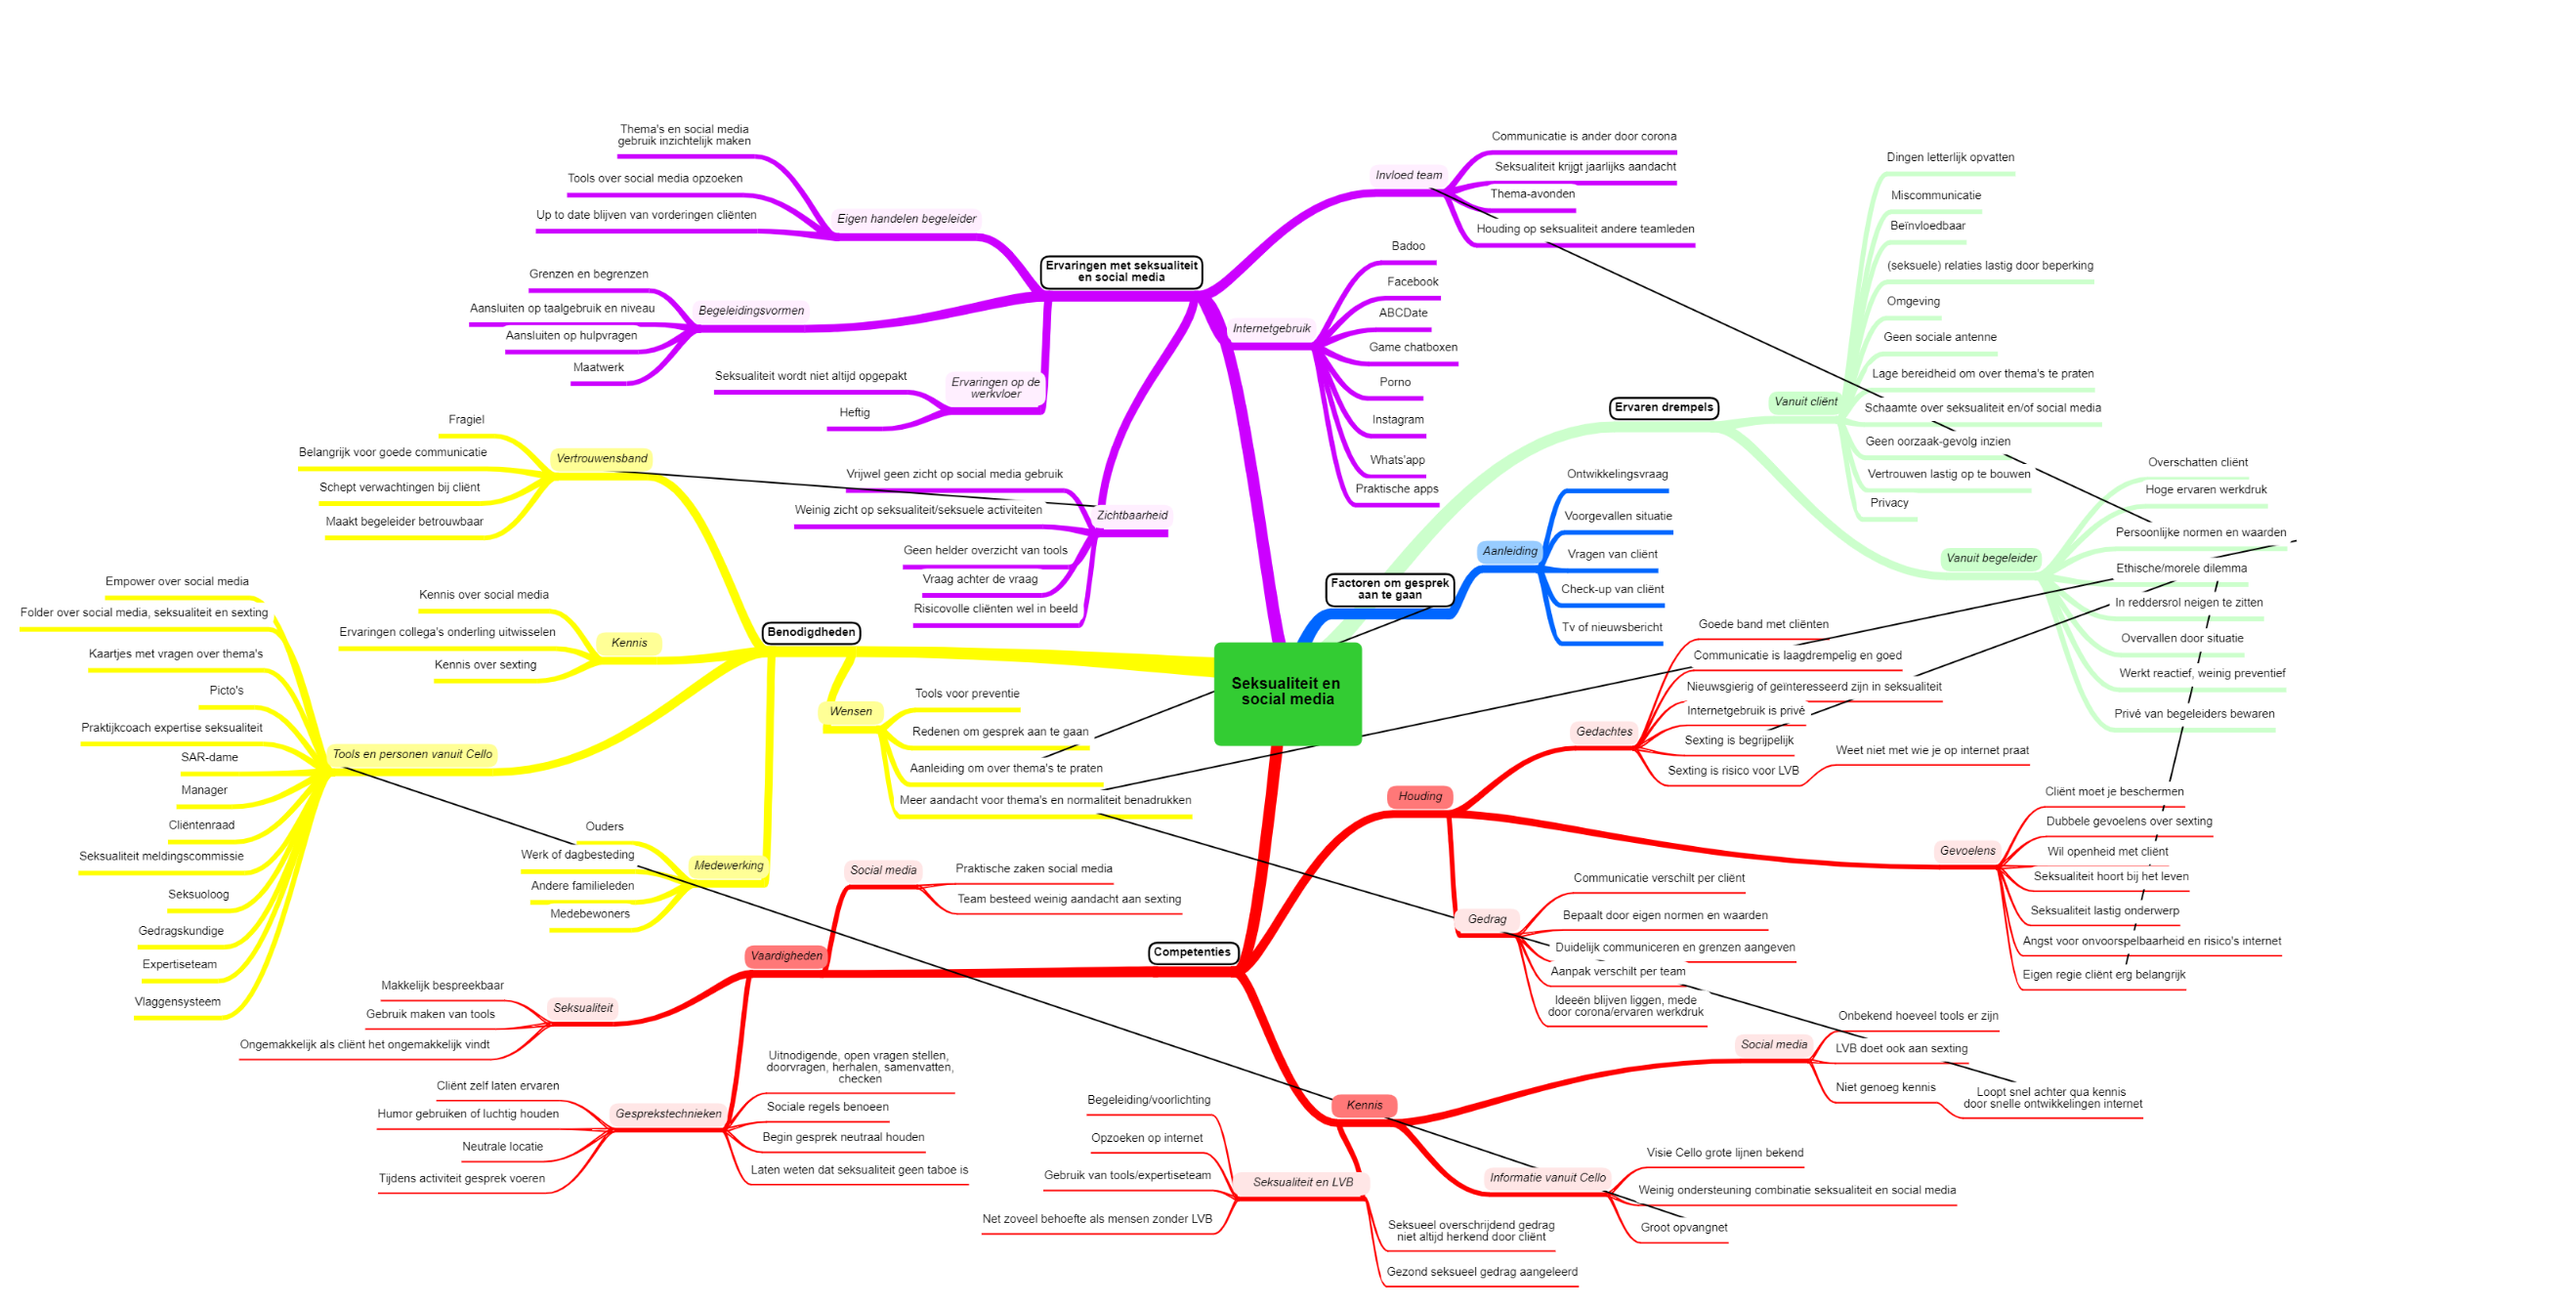 Seksualiteit en
social media
Ervaringen met seksualiteit
en social media
Eigen handelen begeleider
Thema's en social media
gebruik inzichtelijk maken
Tools over social media opzoeken
Up to date blijven van vorderingen cliënten
Begeleidingsvormen
Grenzen en begrenzen
Aansluiten op taalgebruik en niveau
Aansluiten op hulpvragen
Maatwerk
Ervaringen op de
werkvloer
Seksualiteit wordt niet altijd opgepakt
Heftig
Zichtbaarheid
Vrijwel geen zicht op social media gebruik
Weinig zicht op seksualiteit/seksuele activiteiten
Geen helder overzicht van tools
Vraag achter de vraag
Risicovolle cliënten wel in beeld
Invloed team
Communicatie is ander door corona
Seksualiteit krijgt jaarlijks aandacht
Thema-avonden
Houding op seksualiteit andere teamleden
Internetgebruik
Badoo
Facebook
ABCDate
Game chatboxen
Porno
Instagram
Whats'app
Praktische apps
Ervaren drempels
Vanuit cliënt
Dingen letterlijk opvatten
Miscommunicatie
Beïnvloedbaar
(seksuele) relaties lastig door beperking
Omgeving
Geen sociale antenne
Lage bereidheid om over thema's te praten
Schaamte over seksualiteit en/of social media
Geen oorzaak-gevolg inzien
Vertrouwen lastig op te bouwen
Privacy
Vanuit begeleider
Overschatten cliënt
Hoge ervaren werkdruk
Persoonlijke normen en waarden
Ethische/morele dilemma
In reddersrol neigen te zitten
Overvallen door situatie
Werkt reactief, weinig preventief
Privé van begeleiders bewaren
Factoren om gesprek
aan te gaan
Aanleiding
Ontwikkelingsvraag
Voorgevallen situatie
Vragen van cliënt
Check-up van cliënt
Tv of nieuwsbericht
Benodigdheden
Vertrouwensband
Fragiel
Belangrijk voor goede communicatie
Schept verwachtingen bij cliënt
Maakt begeleider betrouwbaar
Kennis
Kennis over social media
Ervaringen collega's onderling uitwisselen
Kennis over sexting
Tools en personen vanuit Cello
Empower over social media
Folder over social media, seksualiteit en sexting
Kaartjes met vragen over thema's
Picto's
Praktijkcoach expertise seksualiteit
SAR-dame
Manager
Cliëntenraad
Seksualiteit meldingscommissie
Seksuoloog
Gedragskundige
Expertiseteam
Vlaggensysteem
Wensen
Tools voor preventie
Redenen om gesprek aan te gaan
Aanleiding om over thema's te praten
Meer aandacht voor thema's en normaliteit benadrukken
Medewerking
Ouders
Werk of dagbesteding
Andere familieleden
Medebewoners
Competenties
Vaardigheden
Social media
Praktische zaken social media
Team besteed weinig aandacht aan sexting
Seksualiteit
Makkelijk bespreekbaar
Gebruik maken van tools
Ongemakkelijk als cliënt het ongemakkelijk vindt
Gesprekstechnieken
Cliënt zelf laten ervaren
Humor gebruiken of luchtig houden
Neutrale locatie
Tijdens activiteit gesprek voeren
Uitnodigende, open vragen stellen,
doorvragen, herhalen, samenvatten,
checken
Sociale regels benoeen
Begin gesprek neutraal houden
Laten weten dat seksualiteit geen taboe is
Houding
Gedachtes
Goede band met cliënten
Communicatie is laagdrempelig en goed
Nieuwsgierig of geïnteresseerd zijn in seksualiteit
Internetgebruik is privé
Sexting is begrijpelijk
Sexting is risico voor LVB
Weet niet met wie je op internet praat
Gevoelens
Cliënt moet je beschermen
Dubbele gevoelens over sexting
Wil openheid met cliënt
Seksualiteit hoort bij het leven
Seksualiteit lastig onderwerp
Angst voor onvoorspelbaarheid en risico's internet
Eigen regie cliënt erg belangrijk
Gedrag
Communicatie verschilt per cliënt
Bepaalt door eigen normen en waarden
Duidelijk communiceren en grenzen aangeven
Aanpak verschilt per team
Ideeën blijven liggen, mede
door corona/ervaren werkdruk
Kennis
Social media
Onbekend hoeveel tools er zijn
LVB doet ook aan sexting
Niet genoeg kennis
Loopt snel achter qua kennis
door snelle ontwikkelingen internet
Informatie vanuit Cello
Visie Cello grote lijnen bekend
Weinig ondersteuning combinatie seksualiteit en social media
Groot opvangnet
Seksualiteit en LVB
Begeleiding/voorlichting
Opzoeken op internet
Gebruik van tools/expertiseteam
Net zoveel behoefte als mensen zonder LVB
Seksueel overschrijdend gedrag
niet altijd herkend door cliënt
Gezond seksueel gedrag aangeleerd